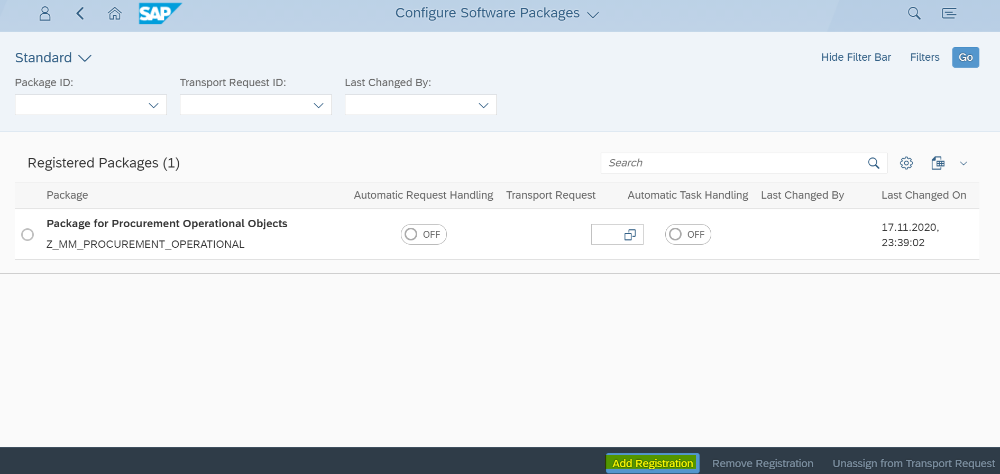 SAP
Configure Software Packages
Standard
Hide Filter Bar
Filters
Go
Package ID:
Transport Request ID:
Last Changed By:
Registered Packages (1)
Search
Package
Automatic Request Handling
Transport Request
Automatic Task Handling
Last Changed By
Last Changed On
Package for Procurement Operational Objects
Z_MM_PROCUREMENT_OPERATIONAL
OFF
OFF
17.11.2020,
23:39:02
Add Registration
Remove Registration
Unassign from Transport Request